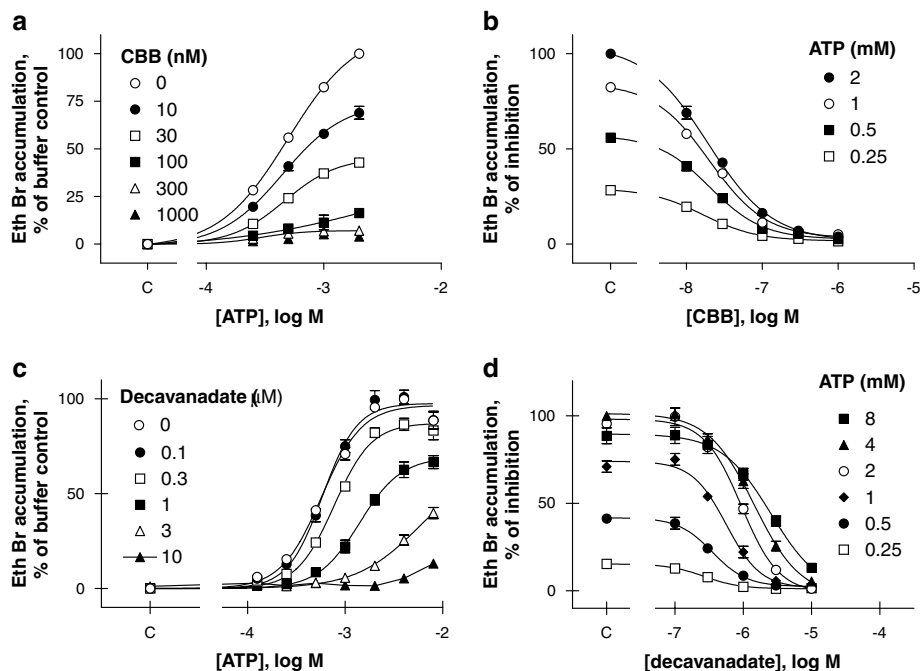 a
CBB (nM)
0
10
30
100
300
1000
Eth Br accumulation,
% of buffer control
100
75
50
25
0
C
-4
-3
-2
[ATP], log M
b
ATP (mM)
2
1
0.5
0.25
Eth Br accumulation,
% of inhibition
100
50
0
C
-8
-7
-6
-5
[CBB], log M
c
Decavanadate (μM)
0
0.1
0.3
1
3
10
Eth Br accumulation,
% of buffer control
100
50
0
C
-4
-3
-2
[ATP], log M
d
ATP (mM)
8
4
2
1
0.5
0.25
Eth Br accumulation,
% of inhibition
100
50
0
C
-7
-6
-5
-4
[decavanadate], log M